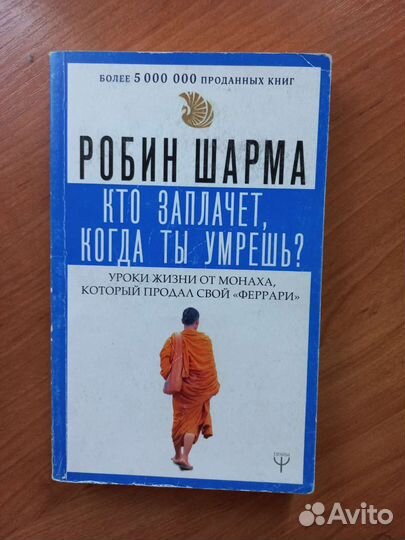 БОЛЕЕ 5 000 000 ПРОДАННЫХ КНИГ
РОБИН ШАРМА
КТО ЗАПЛАЧЕТ,
КОГДА ТЫ УМРЕШЬ?
УРОКИ ЖИЗНИ ОТ МОНАХА,
КОТОРЫЙ ПРОДАЛ СВОЙ «ФЕРРАРИ»
Avito